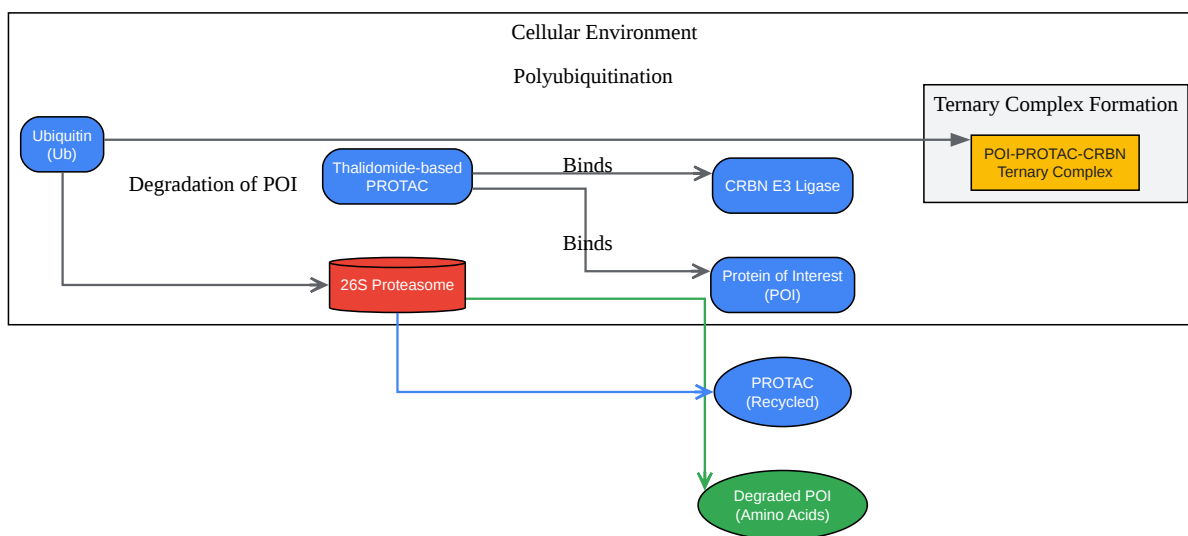 Cellular Environment
Polyubiquitination
Ternary Complex Formation
Ubiquitin
(Ub)
Degradation of POI
Thalidomide-based
PROTAC
Binds
CRBN E3 Ligase
POI-PROTAC-CRBN
Ternary Complex
Binds
26S Proteasome
Protein of Interest
(POI)
PROTAC
(Recycled)
Degraded POI
(Amino Acids)